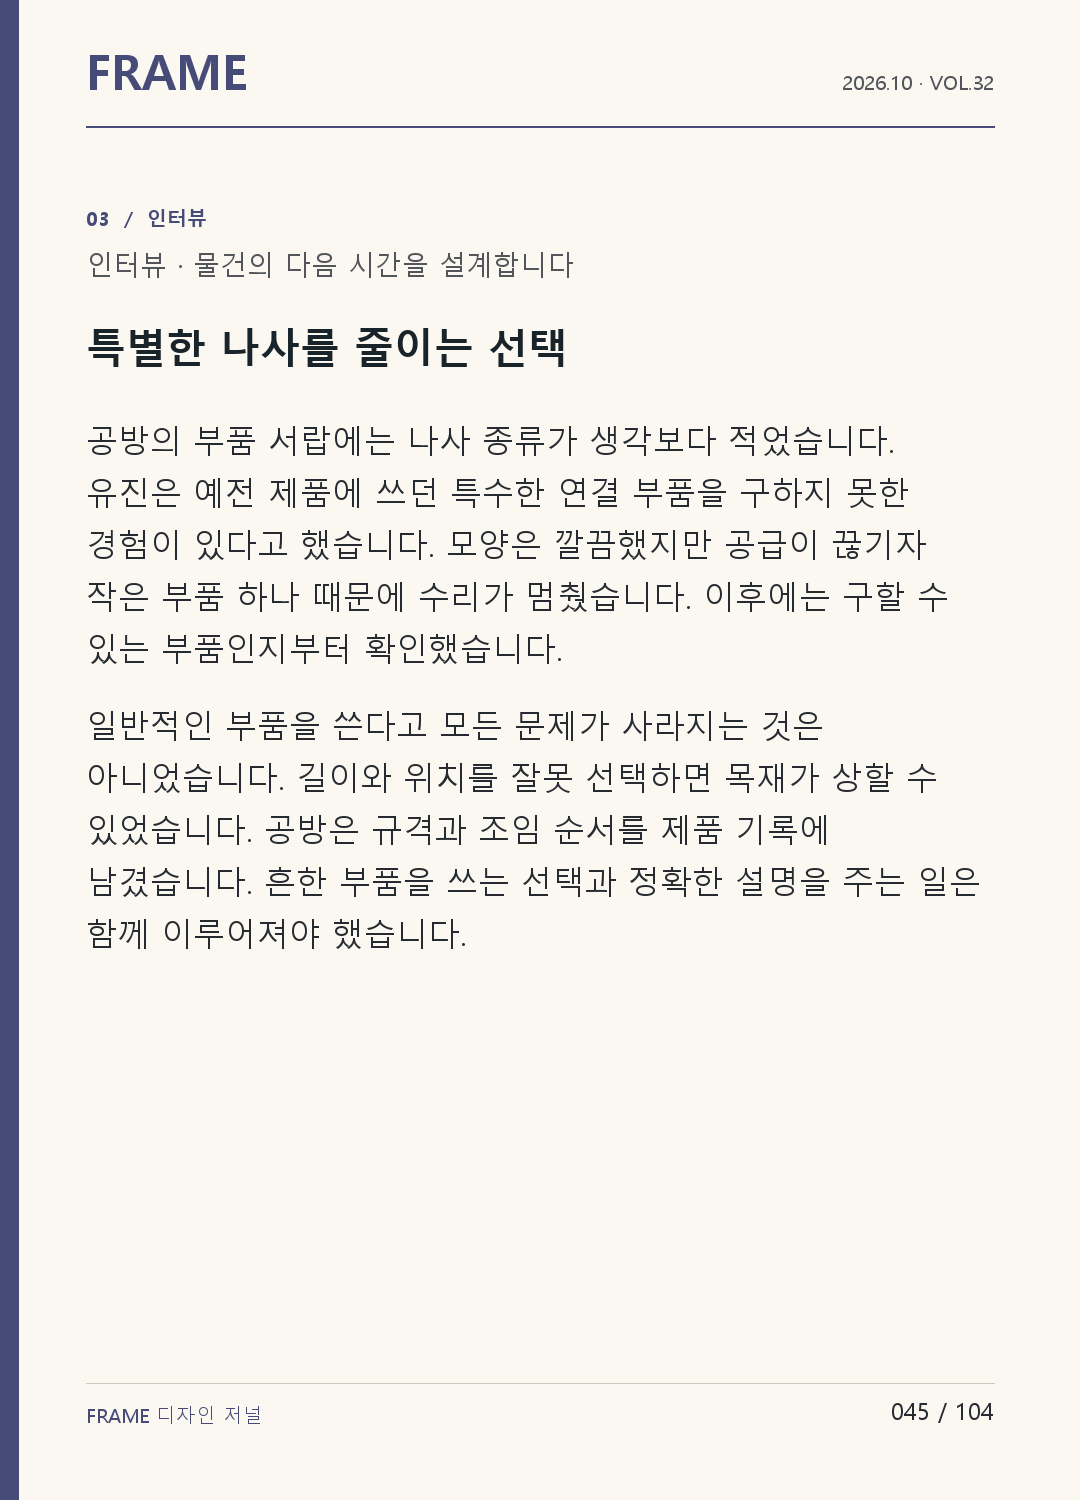 FRAME
2026.10 · VOL.32
03 / 인터뷰
인터뷰 · 물건의 다음 시간을 설계합니다
특별한 나사를 줄이는 선택
공방의 부품 서랍에는 나사 종류가 생각보다 적었습니다.
유진은 예전 제품에 쓰던 특수한 연결 부품을 구하지 못한
경험이 있다고 했습니다. 모양은 깔끔했지만 공급이 끊기자
작은 부품 하나 때문에 수리가 멈췄습니다. 이후에는 구할 수
있는 부품인지부터 확인했습니다.
일반적인 부품을 쓴다고 모든 문제가 사라지는 것은
아니었습니다. 길이와 위치를 잘못 선택하면 목재가 상할 수
있었습니다. 공방은 규격과 조임 순서를 제품 기록에
남겼습니다. 흔한 부품을 쓰는 선택과 정확한 설명을 주는 일은
함께 이루어져야 했습니다.
FRAME 디자인 저널
045 / 104